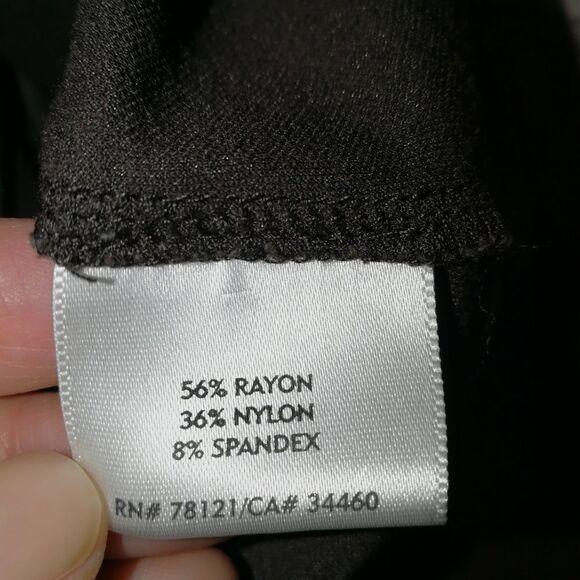 56% RAYON
36% NYLON
8% SPANDEX
RN# 78121/CA# 34460